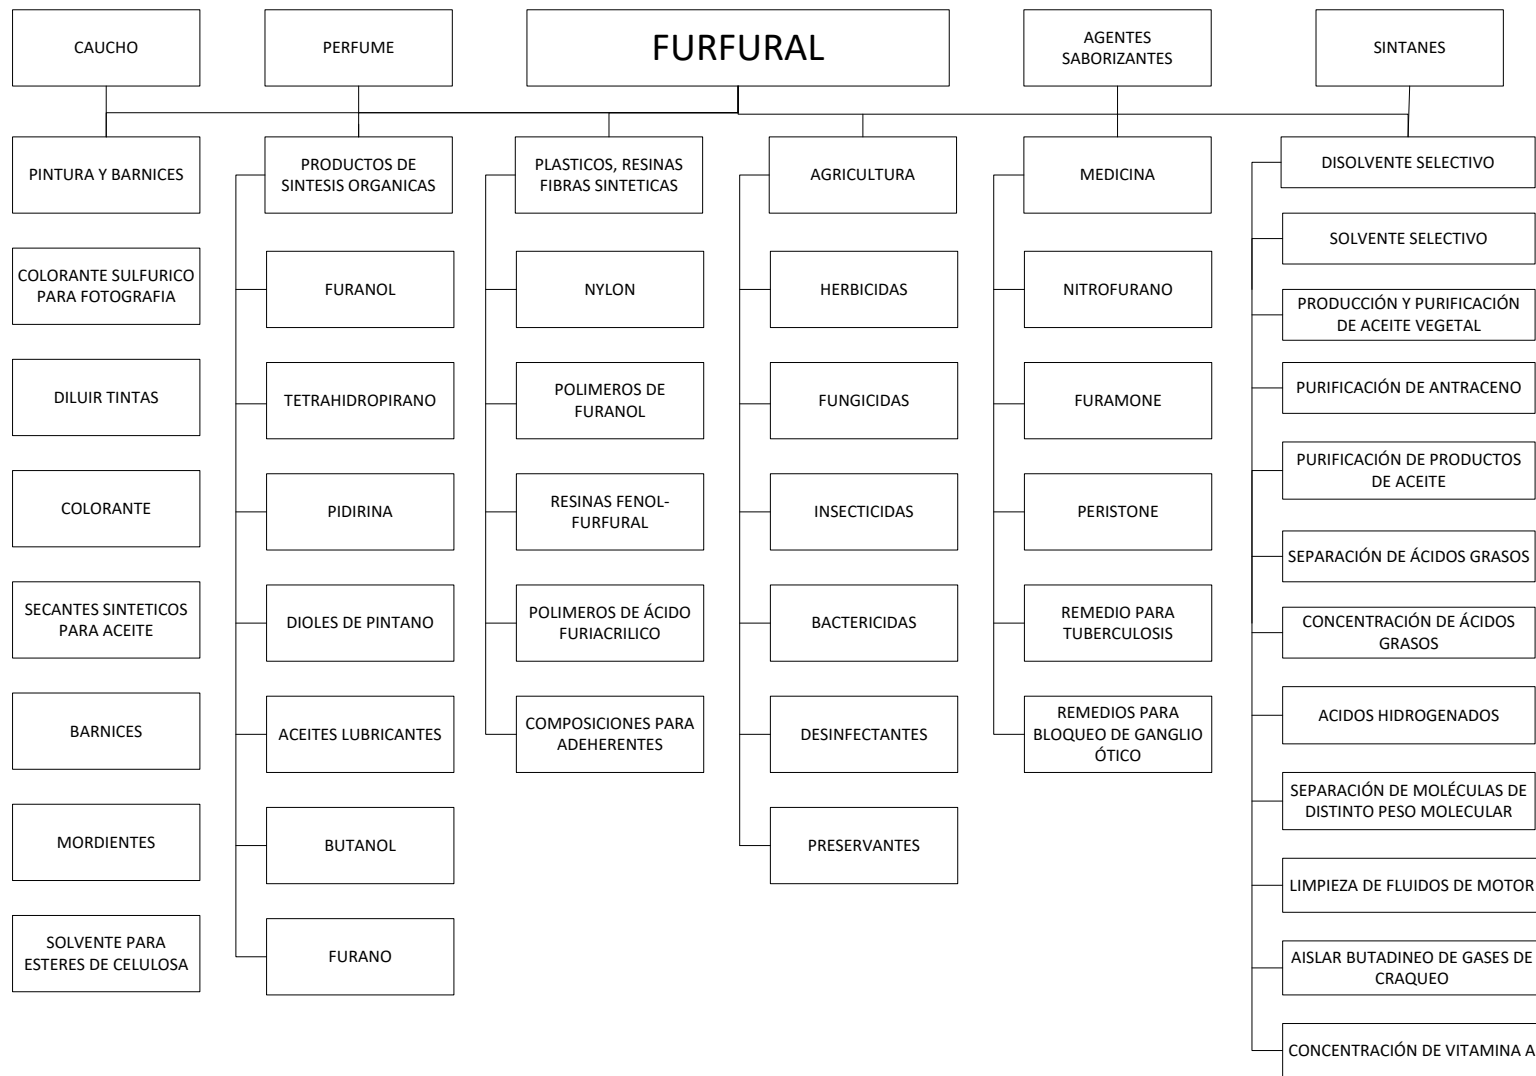 CAUCHO
PERFUME
FURFURAL
AGENTES
SABORIZANTES
SINTANES
PINTURA Y BARNICES
COLORANTE SULFURICO
PARA FOTOGRAFIA
DILUIR TINTAS
COLORANTE
SECANTES SINTETICOS
PARA ACEITE
BARNICES
MORDIENTES
SOLVENTE PARA
ESTERES DE CELULOSA
PRODUCTOS DE
SINTESIS ORGANICAS
FURANOL
TETRAHIDROPIRANO
PIDIRINA
DIOLES DE PINTANO
ACEITES LUBRICANTES
BUTANOL
FURANO
PLASTICOS, RESINAS
FIBRAS SINTETICAS
NYLON
POLIMEROS DE
FURANOL
RESINAS FENOL-
FURFURAL
POLIMEROS DE ÁCIDO
FURIACRILICO
COMPOSICIONES PARA
ADEHERENTES
AGRICULTURA
HERBICIDAS
FUNGICIDAS
INSECTICIDAS
BACTERICIDAS
DESINFECTANTES
PRESERVANTES
MEDICINA
NITROFURANO
FURAMONE
PERISTONE
REMEDIO PARA
TUBERCULOSIS
REMEDIOS PARA
BLOQUEO DE GANGLIO
ÓTICO
DISOLVENTE SELECTIVO
SOLVENTE SELECTIVO
PRODUCCIÓN Y PURIFICACIÓN
DE ACEITE VEGETAL
PURIFICACIÓN DE ANTRACENO
PURIFICACIÓN DE PRODUCTOS
DE ACEITE
SEPARACIÓN DE ÁCIDOS GRASOS
CONCENTRACIÓN DE ÁCIDOS
GRASOS
ACIDOS HIDROGENADOS
SEPARACIÓN DE MOLÉCULAS DE
DISTINTO PESO MOLECULAR
LIMPIEZA DE FLUIDOS DE MOTOR
AISLAR BUTADINEO DE GASES DE
CRAQUEO
CONCENTRACIÓN DE VITAMINA A